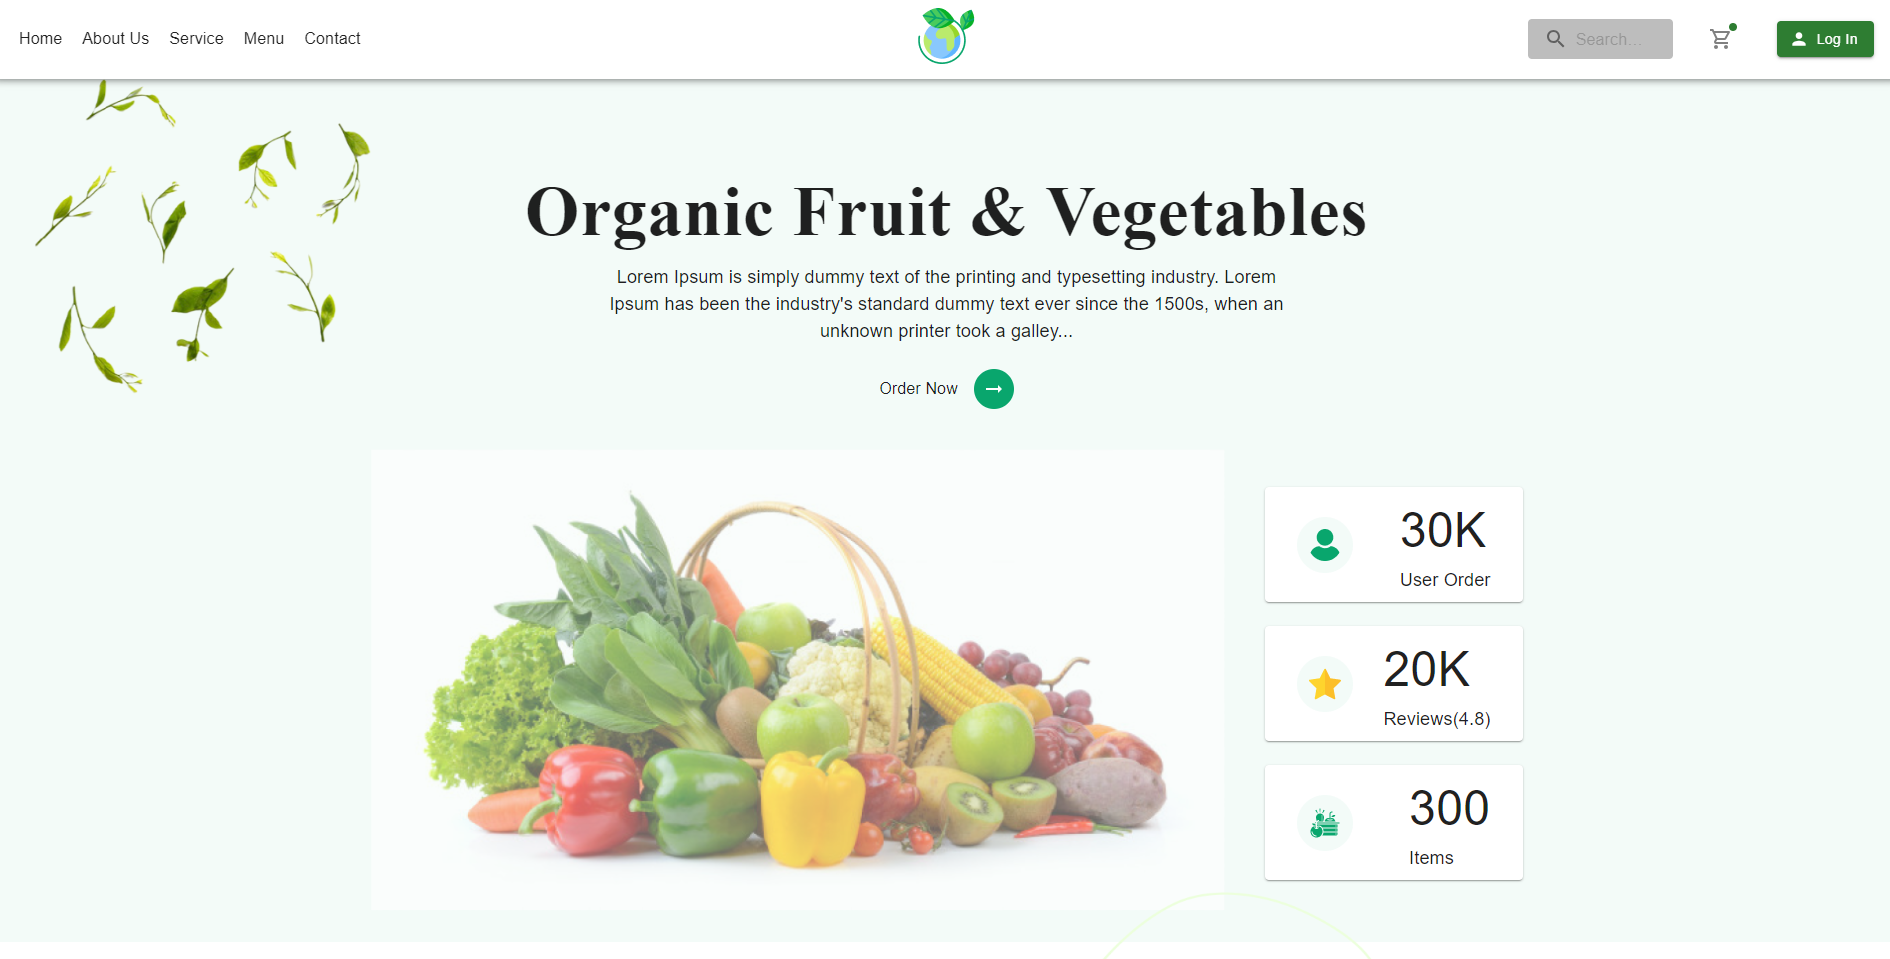 Home
About Us
Service
Menu
Contact
Search...
Log In
Organic Fruit & Vegetables
Lorem Ipsum is simply dummy text of the printing and typesetting industry. Lorem
Ipsum has been the industry's standard dummy text ever since the 1500s, when an
unknown printer took a galley...
Order Now
30K
User Order
20K
Reviews(4.8)
300
Items